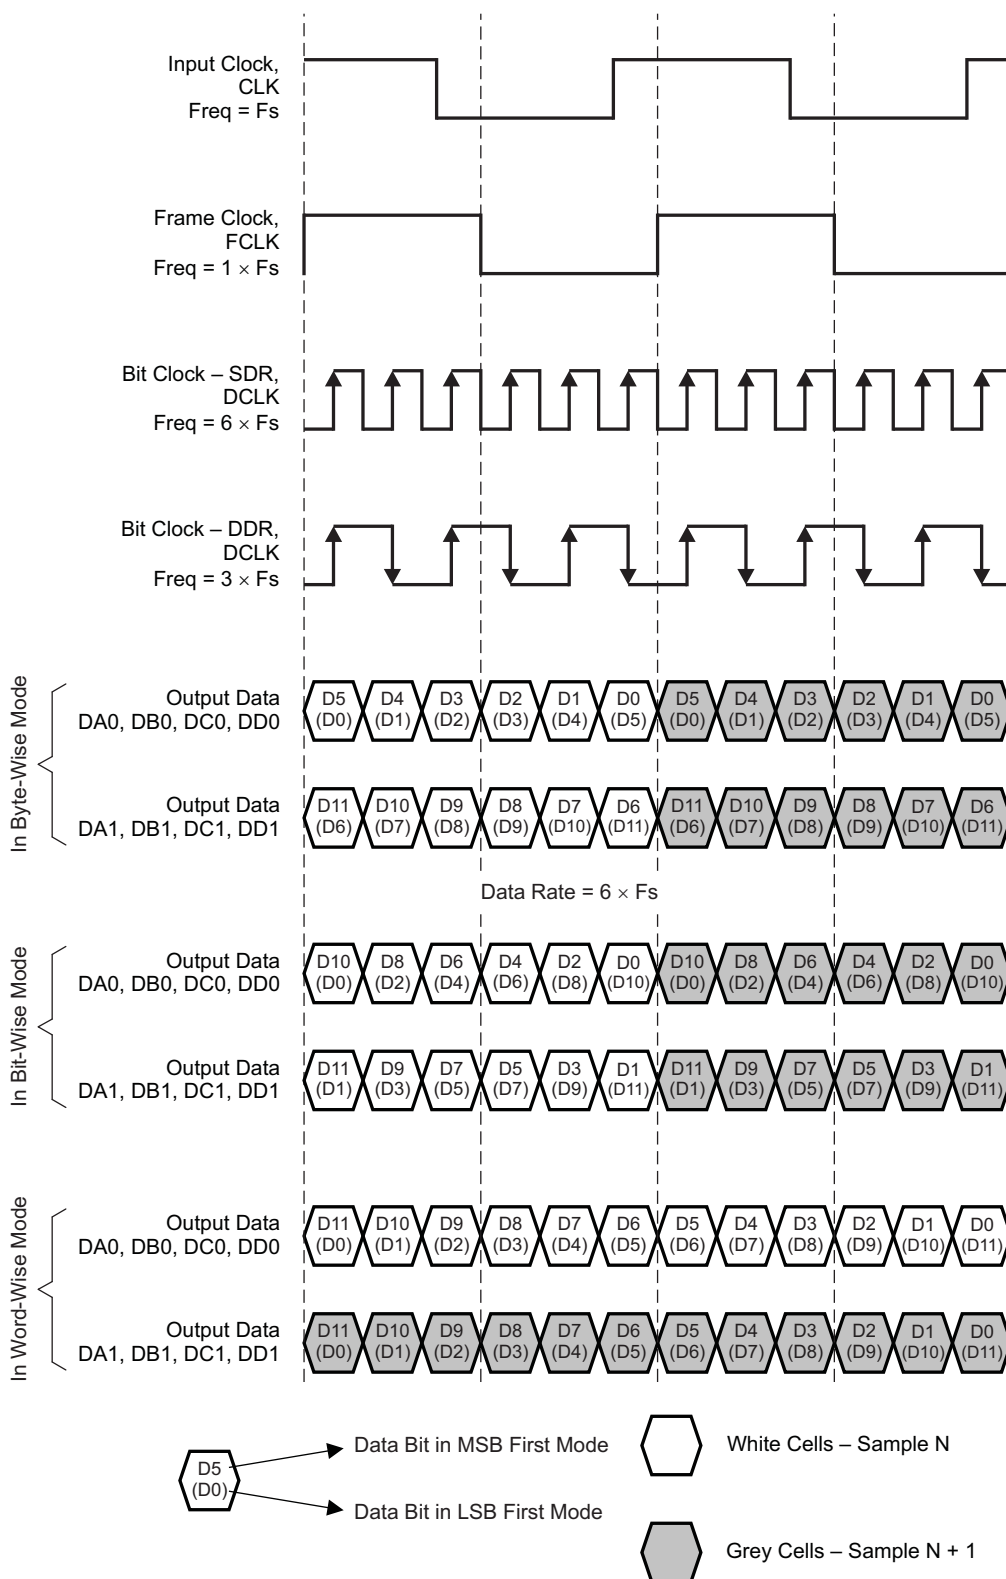 Input Clock,
CLK
Freq = Fs
Frame Clock,
FCLK
Freq = 1 × Fs
Bit Clock – SDR,
DCLK
Freq = 6 × Fs
Bit Clock – DDR,
DCLK
Freq = 3 × Fs
In Byte-Wise Mode
Output Data
DA0, DB0, DC0, DD0
D5 D4 D3 D2 D1 D0 D5 D4 D3 D2 D1 D0
(D0) (D1) (D2) (D3) (D4) (D5) (D0) (D1) (D2) (D3) (D4) (D5)
Output Data
DA1, DB1, DC1, DD1
D11 D10 D9 D8 D7 D6 D11 D10 D9 D8 D7 D6
(D6) (D7) (D8) (D9) (D10) (D11) (D6) (D7) (D8) (D9) (D10) (D11)
Data Rate = 6 × Fs
In Bit-Wise Mode
Output Data
DA0, DB0, DC0, DD0
D10 D8 D6 D4 D2 D0 D10 D8 D6 D4 D2 D0
(D0) (D2) (D4) (D6) (D8) (D10) (D0) (D2) (D4) (D6) (D8) (D10)
Output Data
DA1, DB1, DC1, DD1
D11 D9 D7 D5 D3 D1 D11 D9 D7 D5 D3 D1
(D1) (D3) (D5) (D7) (D9) (D11) (D1) (D3) (D5) (D7) (D9) (D11)
In Word-Wise Mode
Output Data
DA0, DB0, DC0, DD0
D11 D10 D9 D8 D7 D6 D5 D4 D3 D2 D1 D0
(D0) (D1) (D2) (D3) (D4) (D5) (D6) (D7) (D8) (D9) (D10) (D11)
Output Data
DA1, DB1, DC1, DD1
D11 D10 D9 D8 D7 D6 D5 D4 D3 D2 D1 D0
(D0) (D1) (D2) (D3) (D4) (D5) (D6) (D7) (D8) (D9) (D10) (D11)
D5
(D0)
Data Bit in MSB First Mode
Data Bit in LSB First Mode
White Cells – Sample N
Grey Cells – Sample N + 1